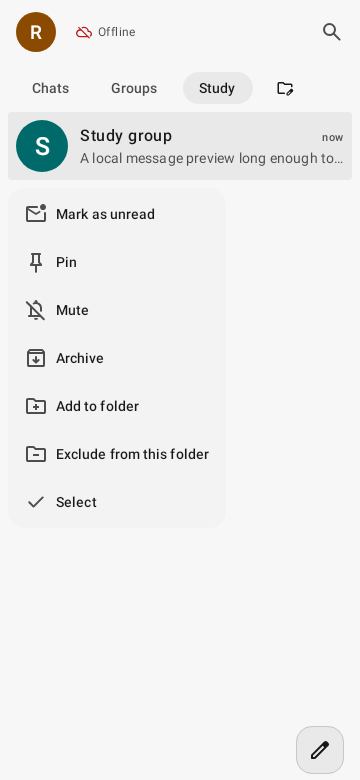 R
Offline
Chats
Groups
Study
S
Study group
now
A local message preview long enough to…
Mark as unread
Pin
Mute
Archive
Add to folder
Exclude from this folder
Select